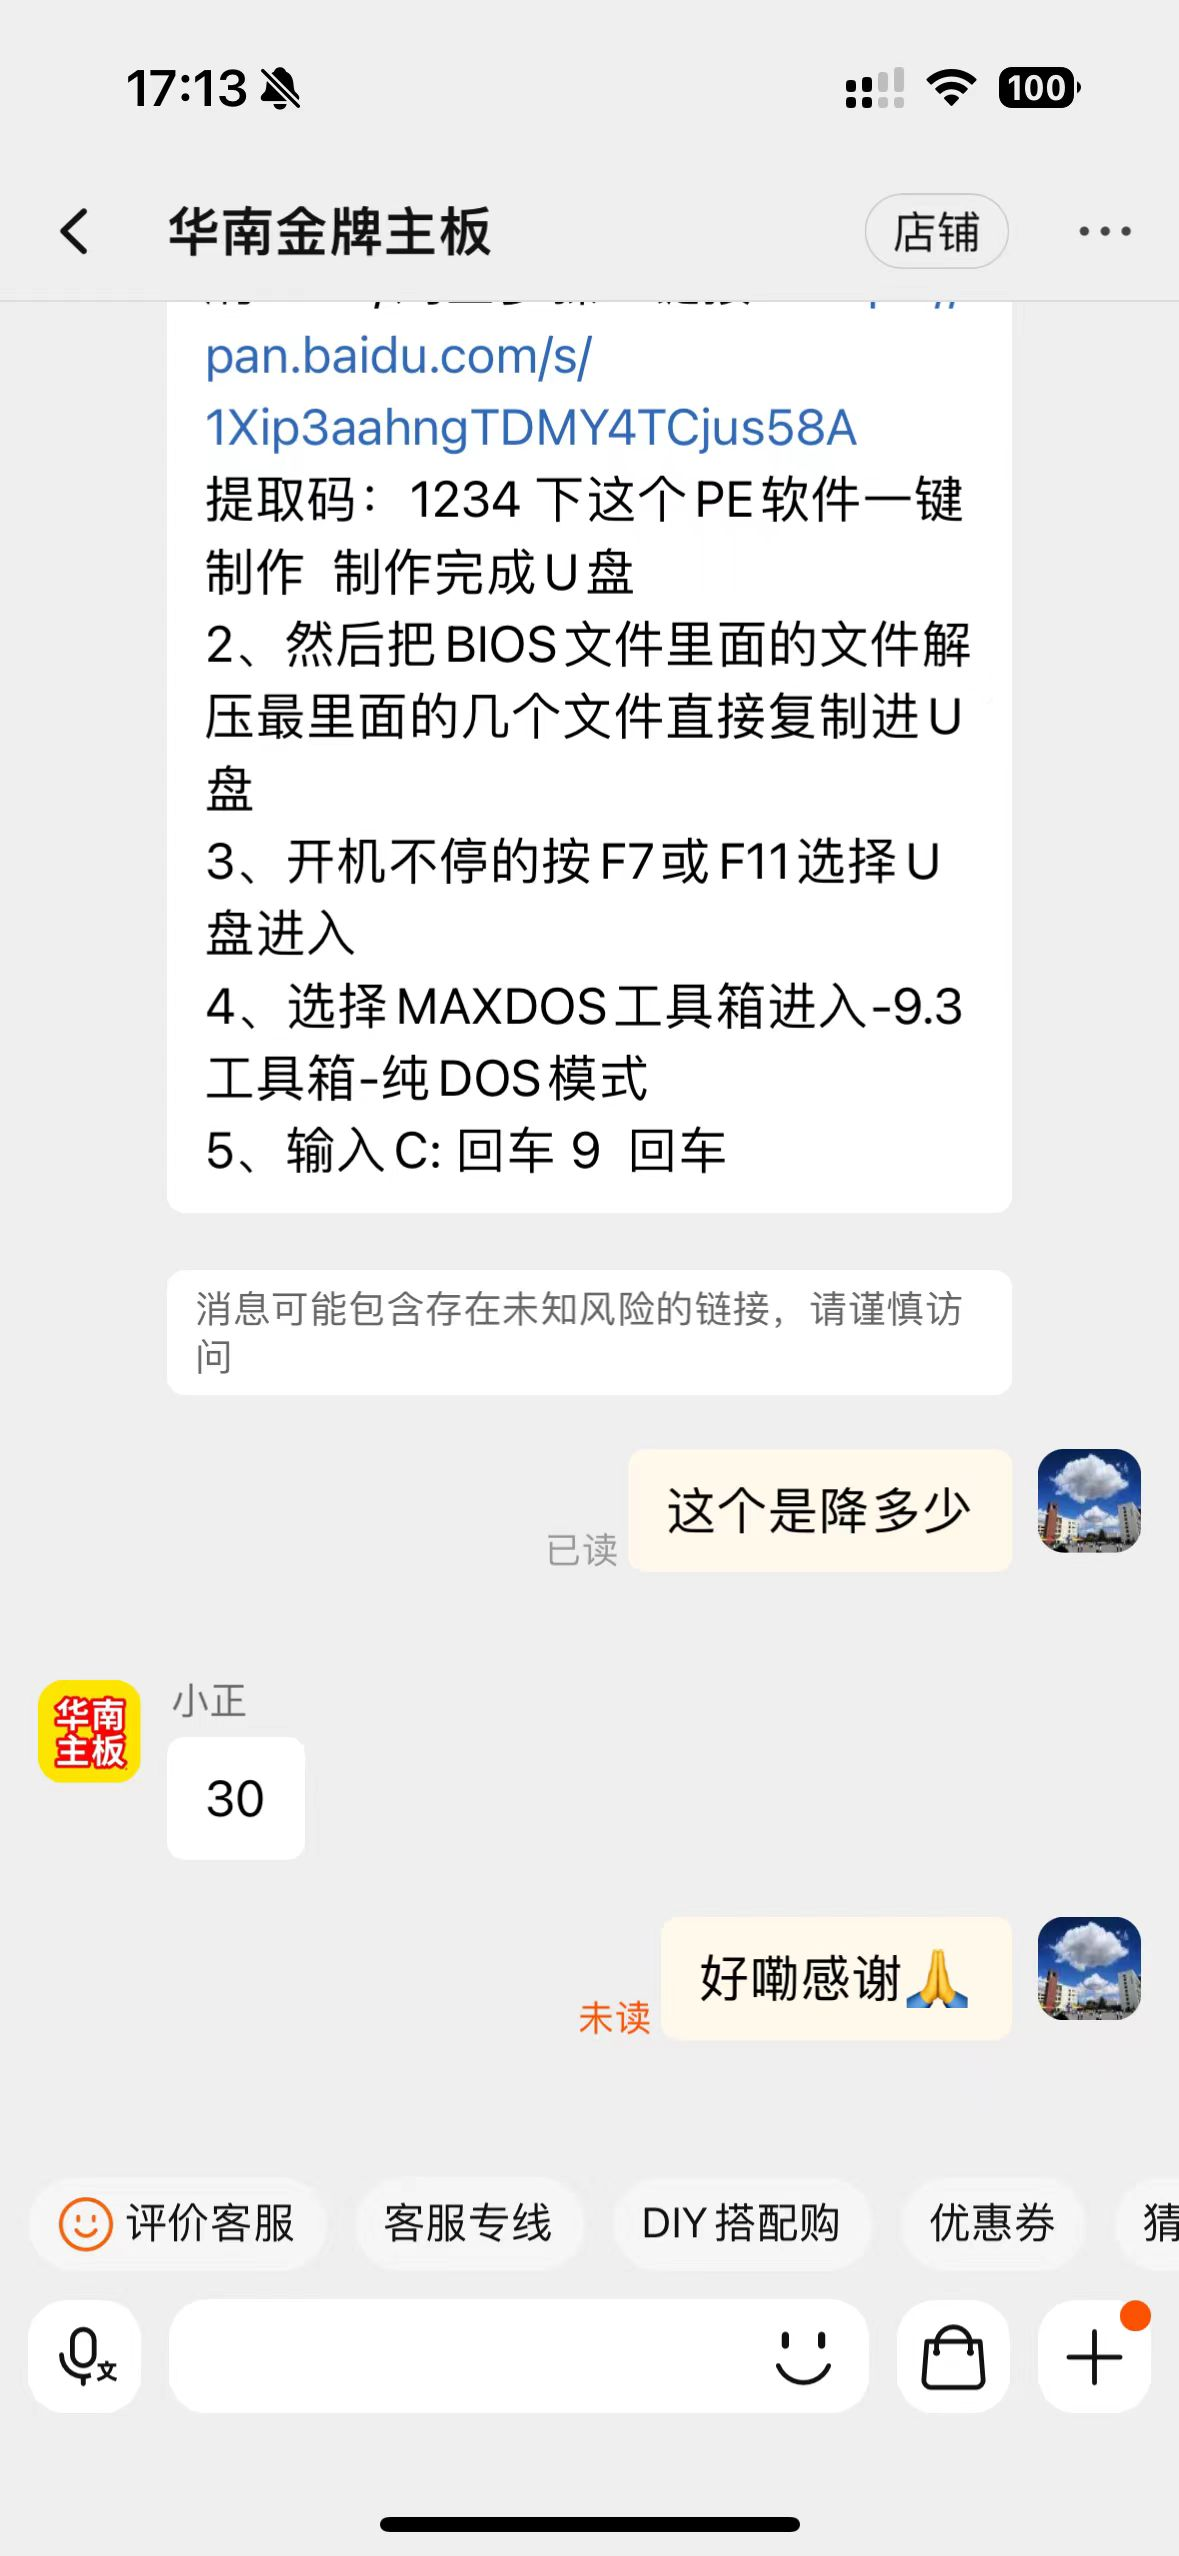 17:13
100
华南金牌主板
店铺
pan.baidu.com/s/
1Xip3aahngTDMY4TCjus58A
提取码：1234 下这个PE软件一键
制作 制作完成U盘
2、然后把BIOS文件里面的文件解
压最里面的几个文件直接复制进U
盘
3、开机不停的按F7或F11选择U
盘进入
4、选择MAXDOS工具箱进入-9.3
工具箱-纯DOS模式
5、输入C: 回车 9 回车
消息可能包含存在未知风险的链接，请谨慎访
问
这个是降多少
已读
华南
主板
小正
30
好嘞感谢🙏
未读
评价客服
客服专线
DIY搭配购
优惠券
猜
文